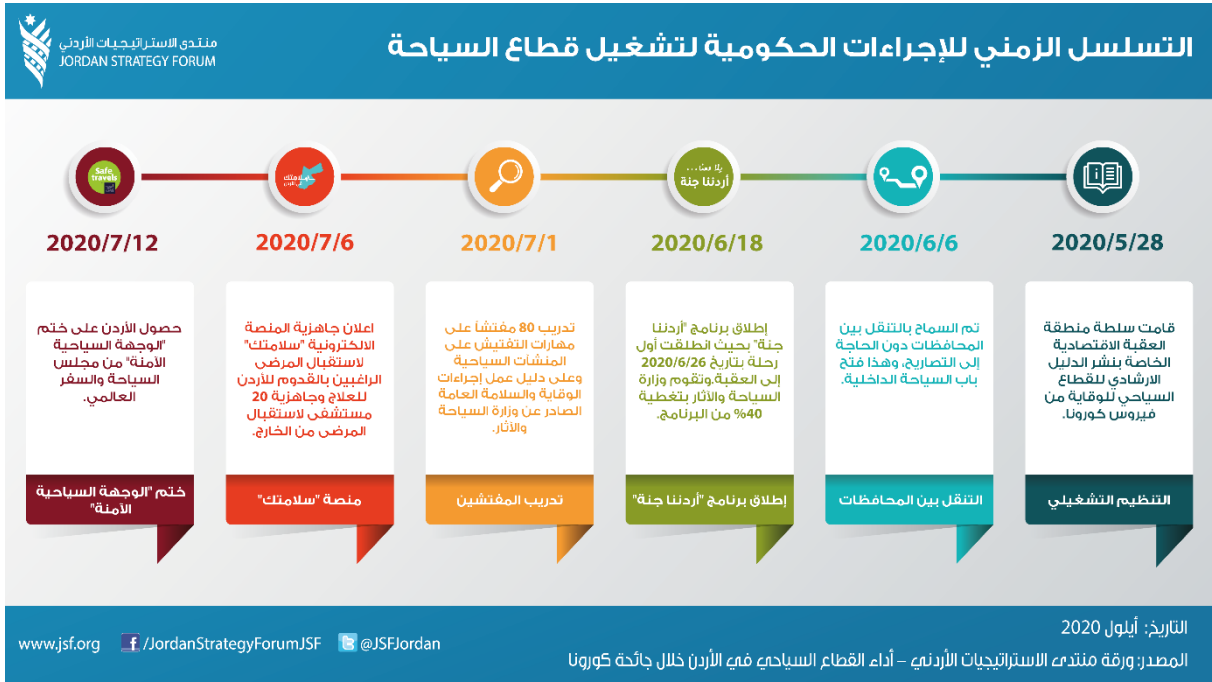 التسلسل الزمني للإجراءات الحكومية لتشغيل قطاع السياحة
منتدى الاستراتيجيات الأردني
JORDAN STRATEGY FORUM
2020/5/28
قامت سلطة منطقة
العقبة الاقتصادية
الخاصة بنشر الدليل
الارشادي للقطاع
السياحي للوقاية من
فيروس كورونا.
التنظيم التشغيلي
2020/6/6
تم السماح بالتنقل بين
المحافظات دون الحاجة
إلى التصاريح، وهذا فتح
باب السياحة الداخلية.
التنقل بين المحافظات
يلا معنا...
أردننا جنة
2020/6/18
إطلاق برنامج "أردننا
جنة" بحيث انطلقت أول
رحلة بتاريخ 2020/6/26
إلى العقبة.وتقوم وزارة
السياحة والأثار بتغطية
40% من البرنامج.
إطلاق برنامج "أردننا جنة"
2020/7/1
تدريب 80 مفتشاً على
مهارات التفتيش على
المنشآت السياحية
وعلى دليل عمل إجراءات
الوقاية والسلامة العامة
الصادر عن وزارة السياحة
والأثار.
تدريب المفتشين
2020/7/6
اعلان جاهزية المنصة
الالكترونية "سلامتك"
لاستقبال المرضى
الراغبين بالقدوم للأردن
للعلاج وجاهزية 20
مستشفى لاستقبال
المرضى من الخارج.
منصة "سلامتك"
Safe
travels
2020/7/12
حصول الأردن على ختم
"الوجهة السياحية
الآمنة" من مجلس
السياحة والسفر
العالمي.
ختم "الوجهة السياحية
الآمنة"
التاريخ: أيلول 2020
المصدر: ورقة منتدى الاستراتيجيات الأردني – أداء القطاع السياحي في الأردن خلال جائحة كورونا
www.jsf.org /JordanStrategyForumJSF @JSFJordan